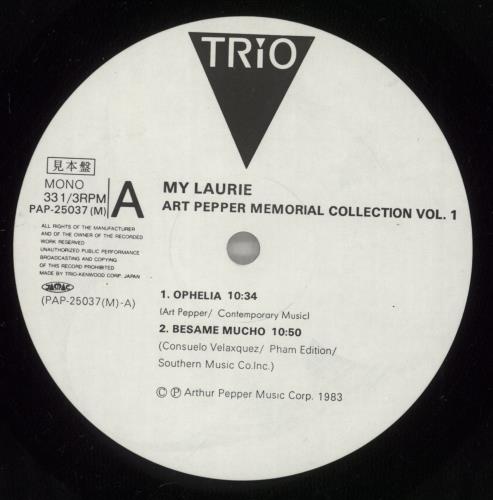 TRiO
見本盤
MONO
33 1/3RPM
PAP-25037 (M)
A
MY LAURIE
ART PEPPER MEMORIAL COLLECTION VOL. 1
ALL RIGHTS OF THE MANUFACTURER
AND OF THE OWNER OF THE RECORDED
WORK RESERVED
UNAUTHORIZED PUBLIC PERFORMANCE
BROADCASTING AND COPYING
OF THIS RECORD PROHIBITED
MADE BY TRIO-KENWOOD CORP. JAPAN
JASRAC
(PAP-25037(M)-A)
1. OPHELIA 10:34
(Art Pepper/ Contemporary Music)
2. BESAME MUCHO 10:50
(Consuelo Velaxquez/ Pham Edition/
Southern Music Co.Inc.)
© Ⓟ Arthur Pepper Music Corp. 1983